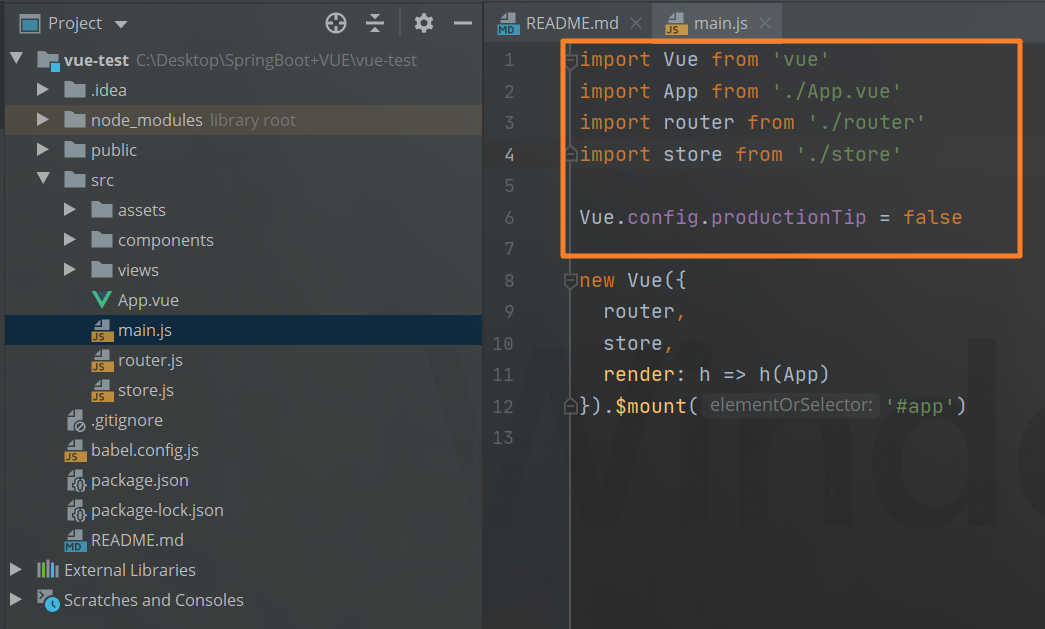 Project
vue-test C:\Desktop\SpringBoot+VUE\vue-test
.idea
node_modules library root
public
src
assets
components
views
App.vue
main.js
router.js
store.js
.gitignore
babel.config.js
package.json
package-lock.json
README.md
External Libraries
Scratches and Consoles
README.md main.js
1 import Vue from 'vue'
2 import App from './App.vue'
3 import router from './router'
4 import store from './store'
5
6 Vue.config.productionTip = false
7
8 new Vue({
9 router,
10 store,
11 render: h => h(App)
12 }).$mount( elementOrSelector: '#app')
13